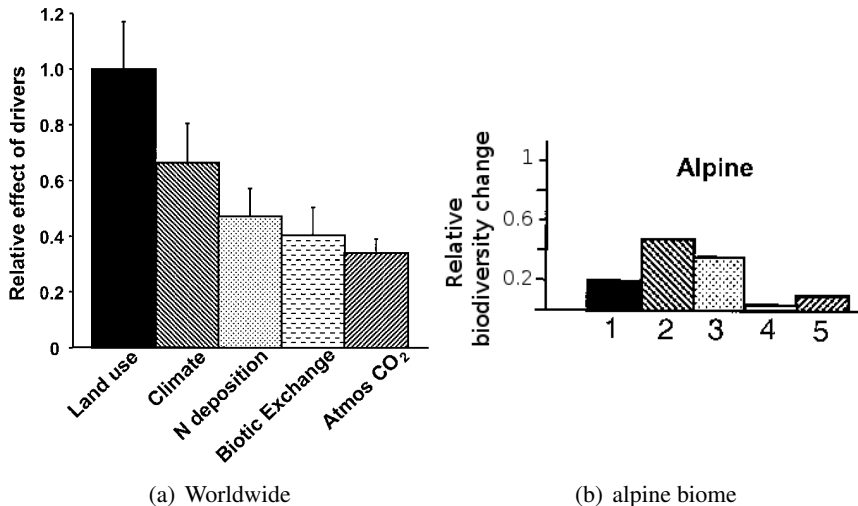 Relative effect of drivers
1.2
1.0
0.8
0.6
0.4
0.2
0
Land use
Climate
N deposition
Biotic Exchange
Atmos CO₂
(a) Worldwide
Relative
biodiversity change
1
0.6
0.2
Alpine
1 2 3 4 5
(b) alpine biome